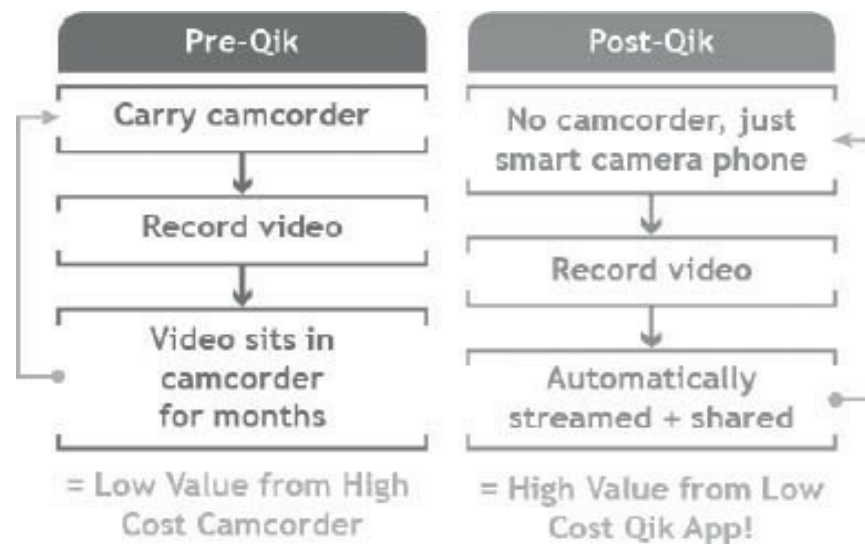 Pre-Qik
Carry camcorder
Record video
Video sits in
camcorder
for months
= Low Value from High
Cost Camcorder
Post-Qik
No camcorder, just
smart camera phone
Record video
Automatically
streamed + shared
= High Value from Low
Cost Qik App!